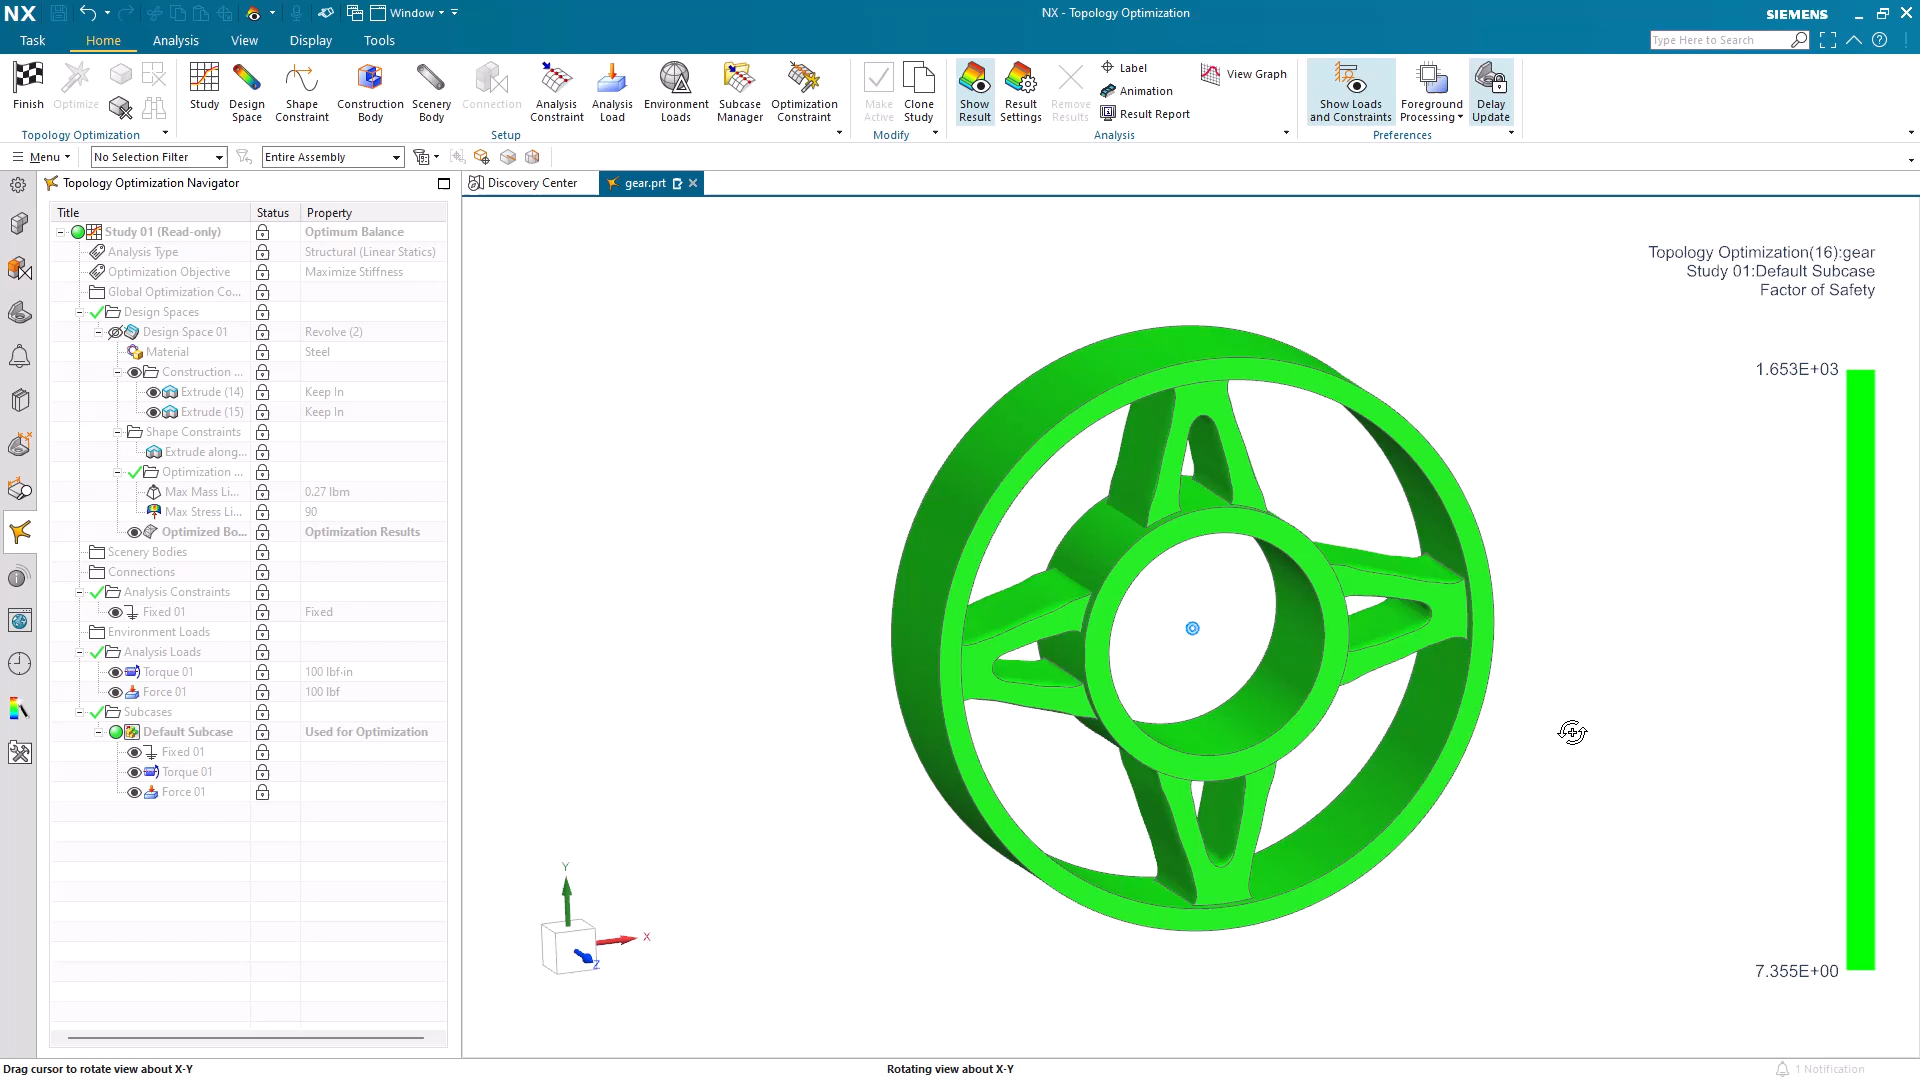 NX
Window
NX - Topology Optimization
SIEMENS
Task
Home
Analysis
View
Display
Tools
Type Here to Search
Finish
Optimize
Study
Design Space
Shape Constraint
Construction Body
Scenery Body
Connection
Analysis Constraint
Analysis Load
Environment Loads
Subcase Manager
Optimization Constraint
Make Active
Clone Study
Show Result
Result Settings
Remove Results
Label
Animation
Result Report
View Graph
Show Loads and Constraints
Foreground Processing
Delay Update
Topology Optimization
Setup
Modify
Analysis
Preferences
Menu
No Selection Filter
Entire Assembly
Topology Optimization Navigator
Discovery Center
gear.prt
Title Status Property
Study 01 (Read-only) Optimum Balance
Analysis Type Structural (Linear Statics)
Optimization Objective Maximize Stiffness
Global Optimization Co...
Design Spaces
Design Space 01 Revolve (2)
Material Steel
Construction ...
Extrude (14) Keep In
Extrude (15) Keep In
Shape Constraints
Extrude along...
Optimization ...
Max Mass Li... 0.27 lbm
Max Stress Li... 90
Optimized Bo... Optimization Results
Scenery Bodies
Connections
Analysis Constraints
Fixed 01 Fixed
Environment Loads
Analysis Loads
Torque 01 100 lbf·in
Force 01 100 lbf
Subcases
Default Subcase Used for Optimization
Fixed 01
Torque 01
Force 01
Topology Optimization(16):gear
Study 01:Default Subcase
Factor of Safety
1.653E+03
7.355E+00
Y
X
Z
Drag cursor to rotate view about X-Y
Rotating view about X-Y
1 Notification